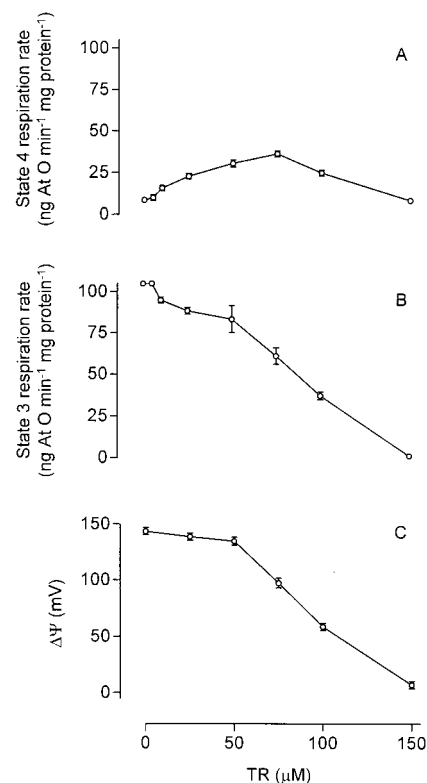 A
State 4 respiration rate
(ng At O min-1 mg protein-1)
100
75
50
25
0
B
State 3 respiration rate
(ng At O min-1 mg protein-1)
100
75
50
25
0
C
ΔΨ (mV)
150
100
50
0
0 50 100 150
TR (μM)